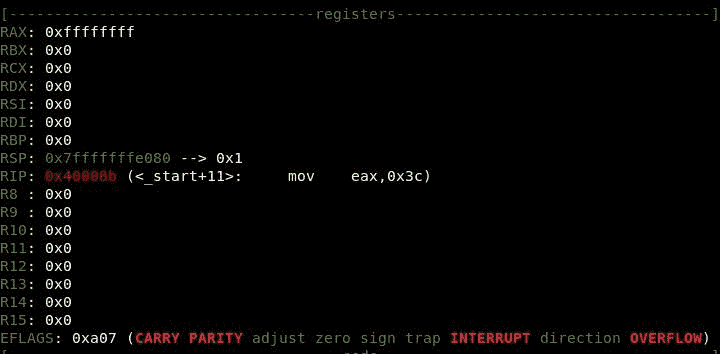 [----------------------------------registers-----------------------------------]
RAX: 0xffffffff
RBX: 0x0
RCX: 0x0
RDX: 0x0
RSI: 0x0
RDI: 0x0
RBP: 0x0
RSP: 0x7fffffffe080 --> 0x1
RIP: 0x40008b (<_start+11>: mov eax,0x3c)
R8 : 0x0
R9 : 0x0
R10: 0x0
R11: 0x0
R12: 0x0
R13: 0x0
R14: 0x0
R15: 0x0
EFLAGS: 0xa07 (CARRY PARITY adjust zero sign trap INTERRUPT direction OVERFLOW)